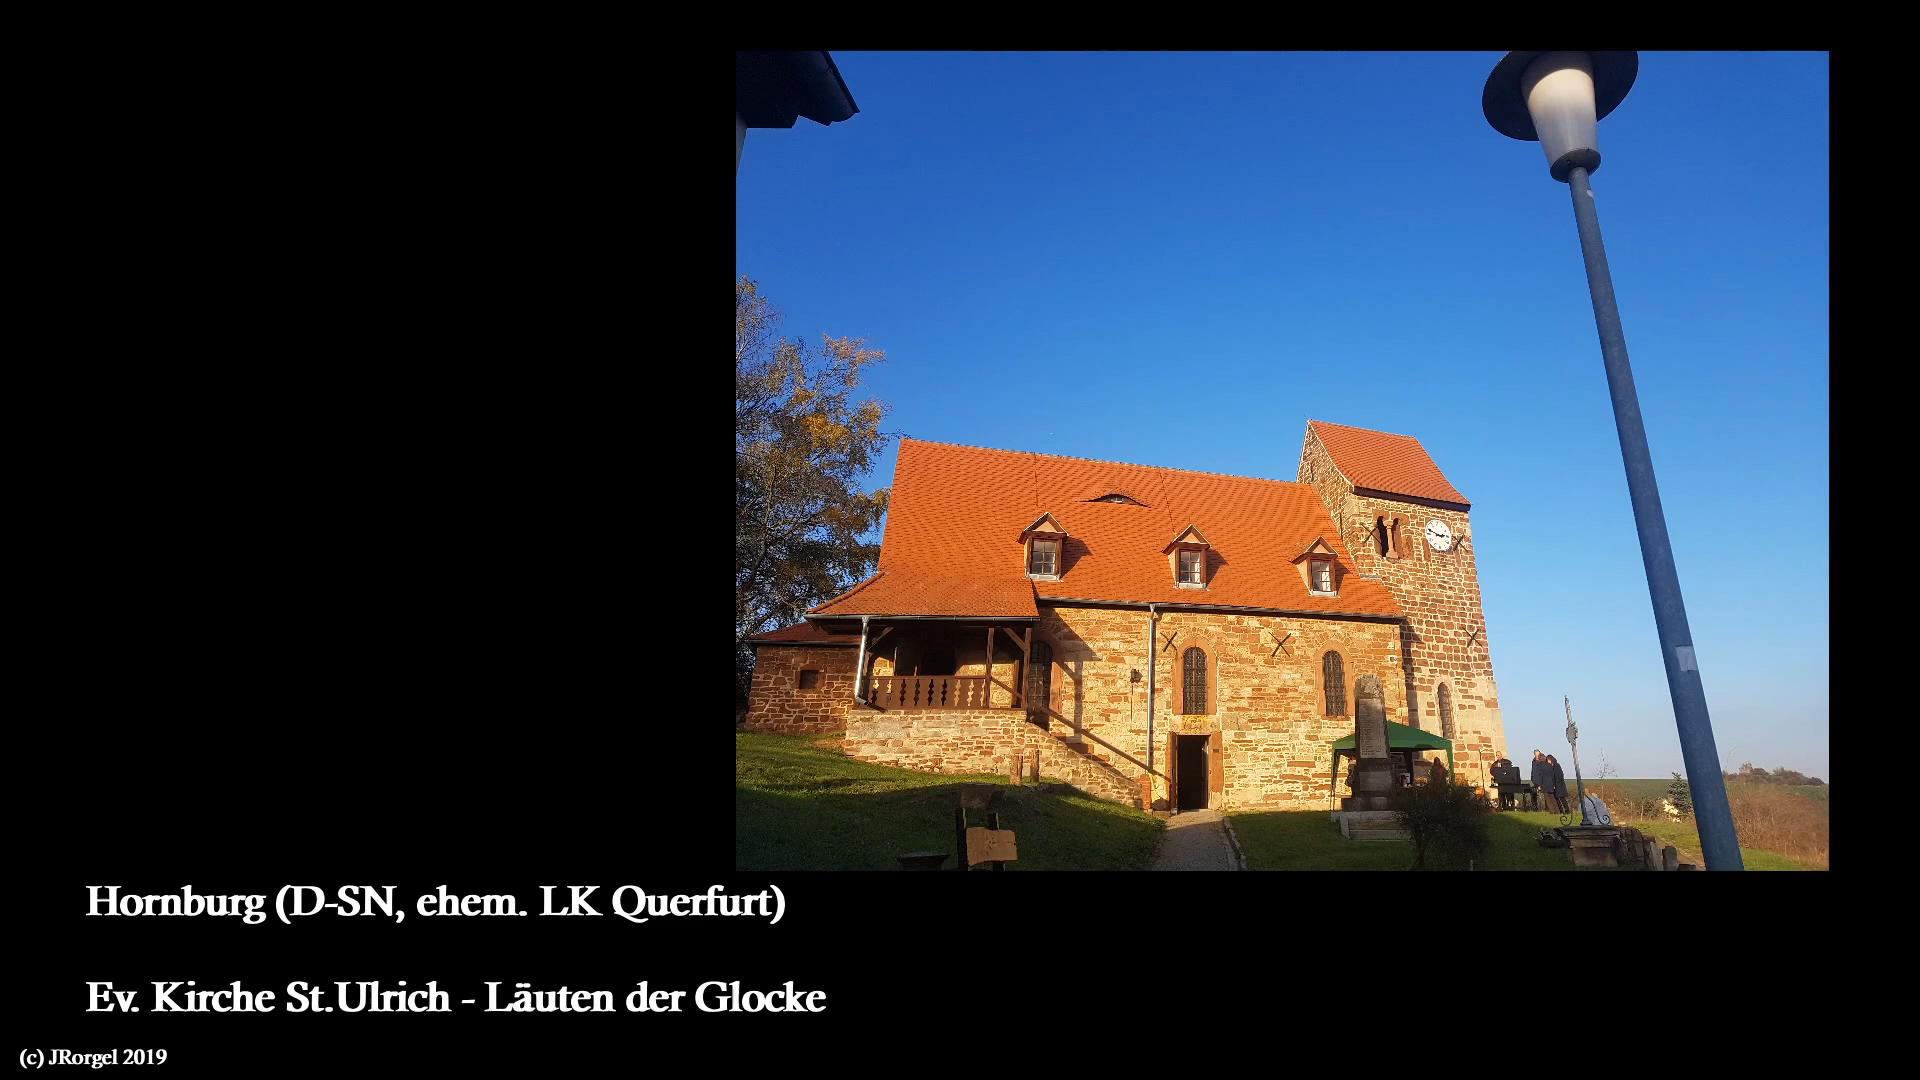 Hornburg (D-SN, ehem. LK Querfurt)
Ev. Kirche St.Ulrich - Läuten der Glocke
(c) JRorgel 2019